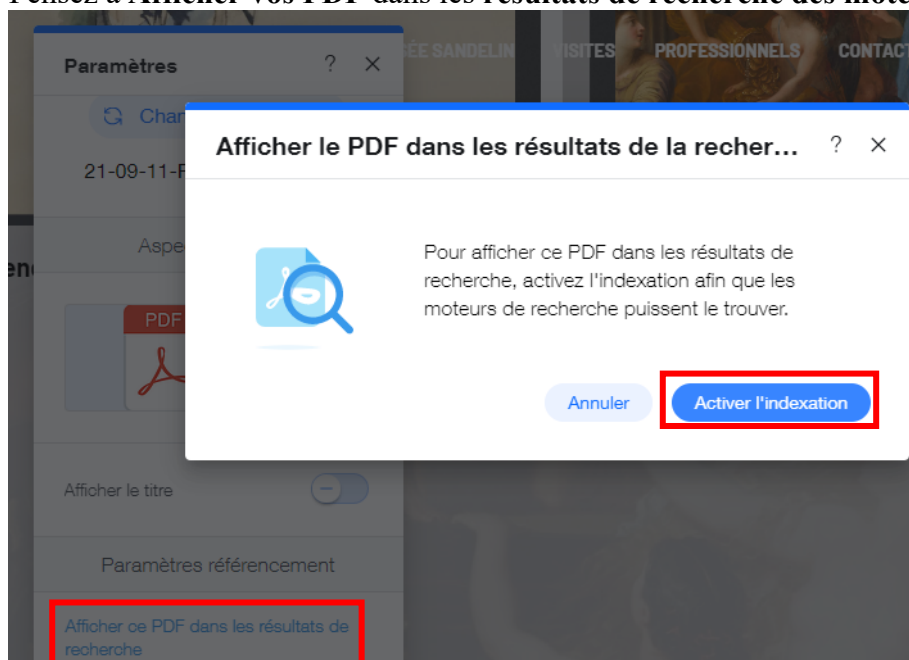 Pensez à Afficher vos PDF dans les résultats de recherche des mote
ÉE SANDELIN VISITES PROFESSIONNELS CONTACT
Paramètres ? ×
Chan
Afficher le PDF dans les résultats de la recher... ? ×
21-09-11-F
Aspe
Pour afficher ce PDF dans les résultats de
recherche, activez l'indexation afin que les
moteurs de recherche puissent le trouver.
PDF
Annuler Activer l'indexation
Afficher le titre
Paramètres référencement
Afficher ce PDF dans les résultats de
recherche